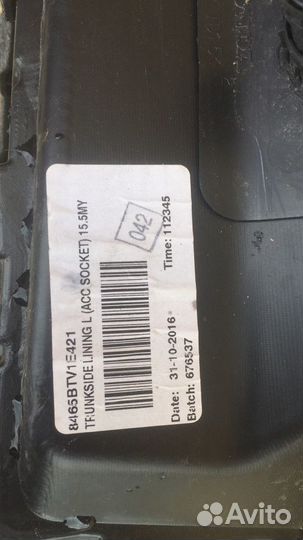 8465BTV1E421
TRUNKSIDE LINING L (ACC SOCKET) 15.5MY
042
Date: 31-10-2016
Time: 112345
Batch: 676537
Avito